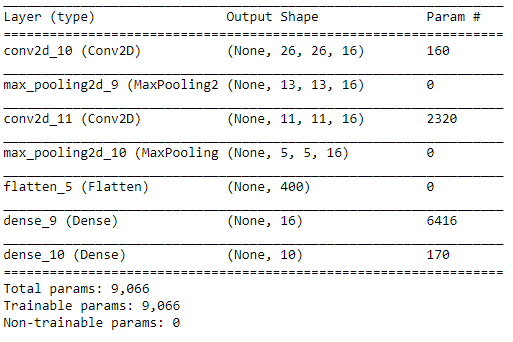 Layer (type) Output Shape Param #
=================================================================
conv2d_10 (Conv2D) (None, 26, 26, 16) 160
_________________________________________________________________
max_pooling2d_9 (MaxPooling2 (None, 13, 13, 16) 0
_________________________________________________________________
conv2d_11 (Conv2D) (None, 11, 11, 16) 2320
_________________________________________________________________
max_pooling2d_10 (MaxPooling (None, 5, 5, 16) 0
_________________________________________________________________
flatten_5 (Flatten) (None, 400) 0
_________________________________________________________________
dense_9 (Dense) (None, 16) 6416
_________________________________________________________________
dense_10 (Dense) (None, 10) 170
=================================================================
Total params: 9,066
Trainable params: 9,066
Non-trainable params: 0